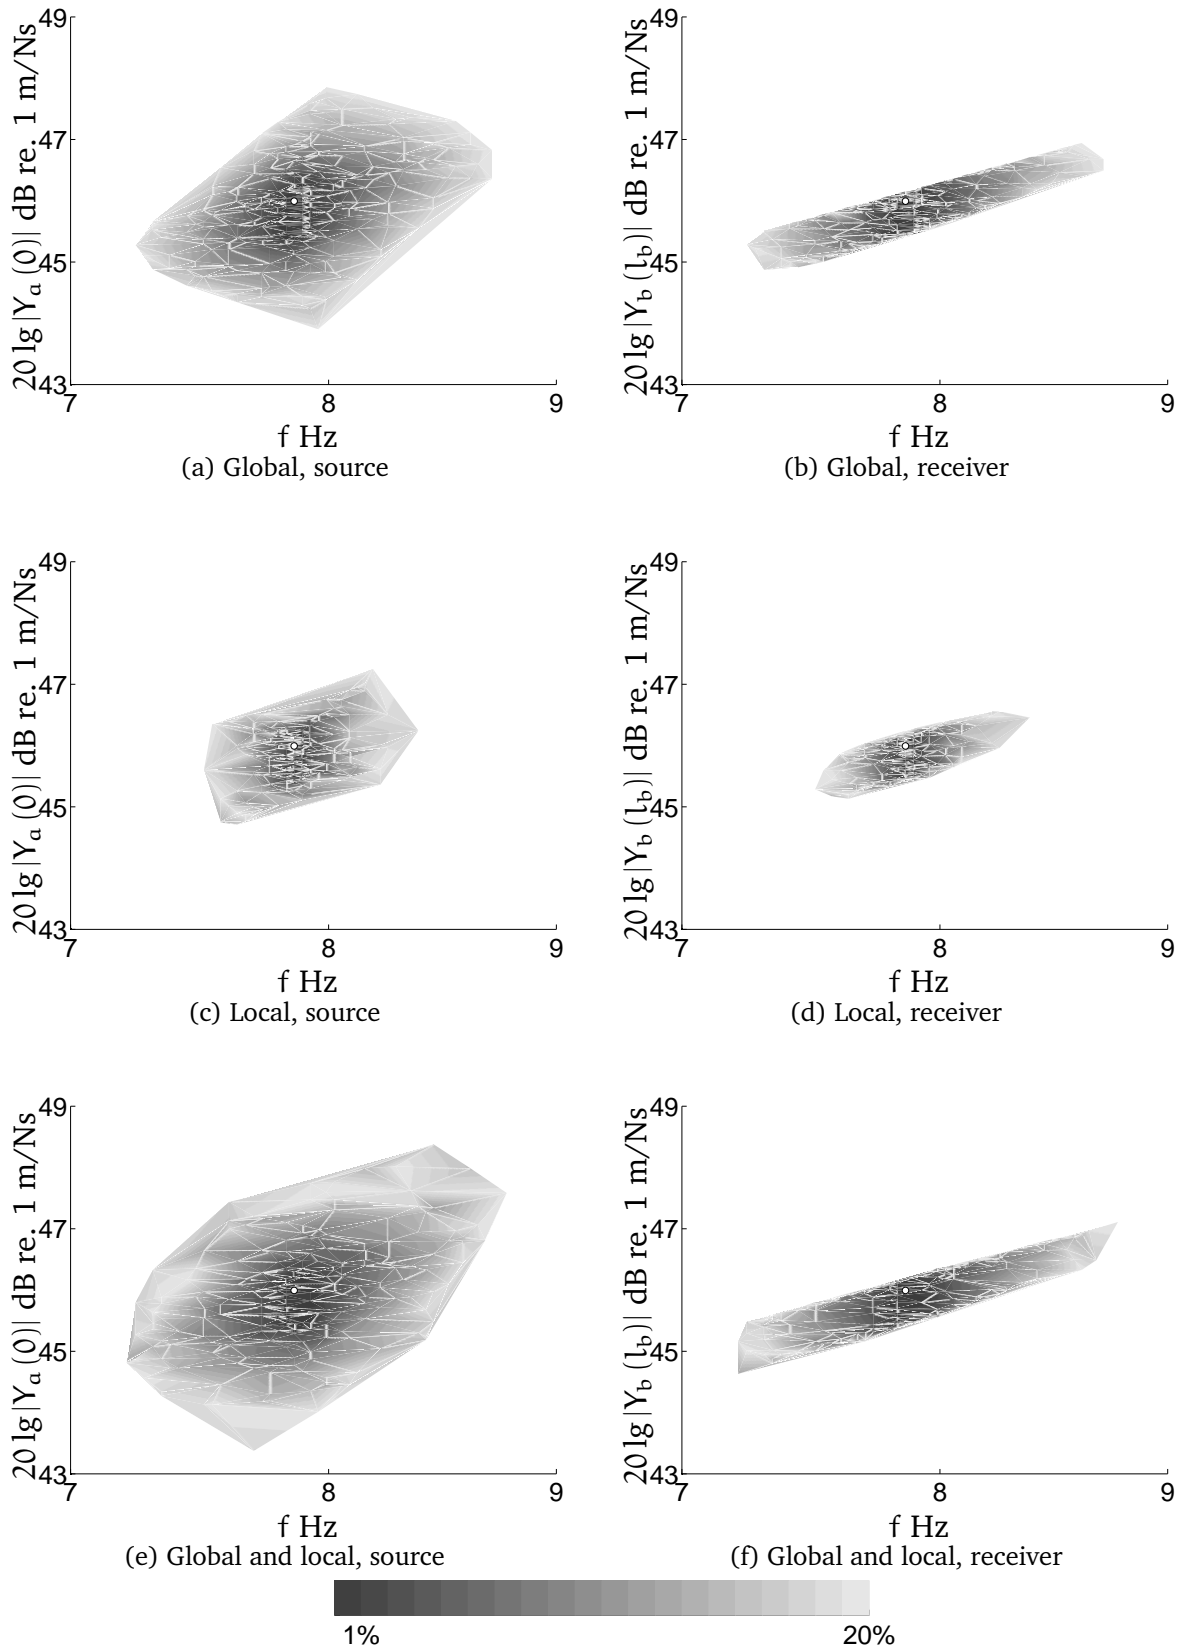 49
47
45
43
20 lg |Yₐ (0)| dB re. 1 m/Ns
7 8 9
f Hz
(a) Global, source
49
47
45
43
20 lg |Y_b (l_b)| dB re. 1 m/Ns
7 8 9
f Hz
(b) Global, receiver
49
47
45
43
20 lg |Yₐ (0)| dB re. 1 m/Ns
7 8 9
f Hz
(c) Local, source
49
47
45
43
20 lg |Y_b (l_b)| dB re. 1 m/Ns
7 8 9
f Hz
(d) Local, receiver
49
47
45
43
20 lg |Yₐ (0)| dB re. 1 m/Ns
7 8 9
f Hz
(e) Global and local, source
49
47
45
43
20 lg |Y_b (l_b)| dB re. 1 m/Ns
7 8 9
f Hz
(f) Global and local, receiver
1% 20%